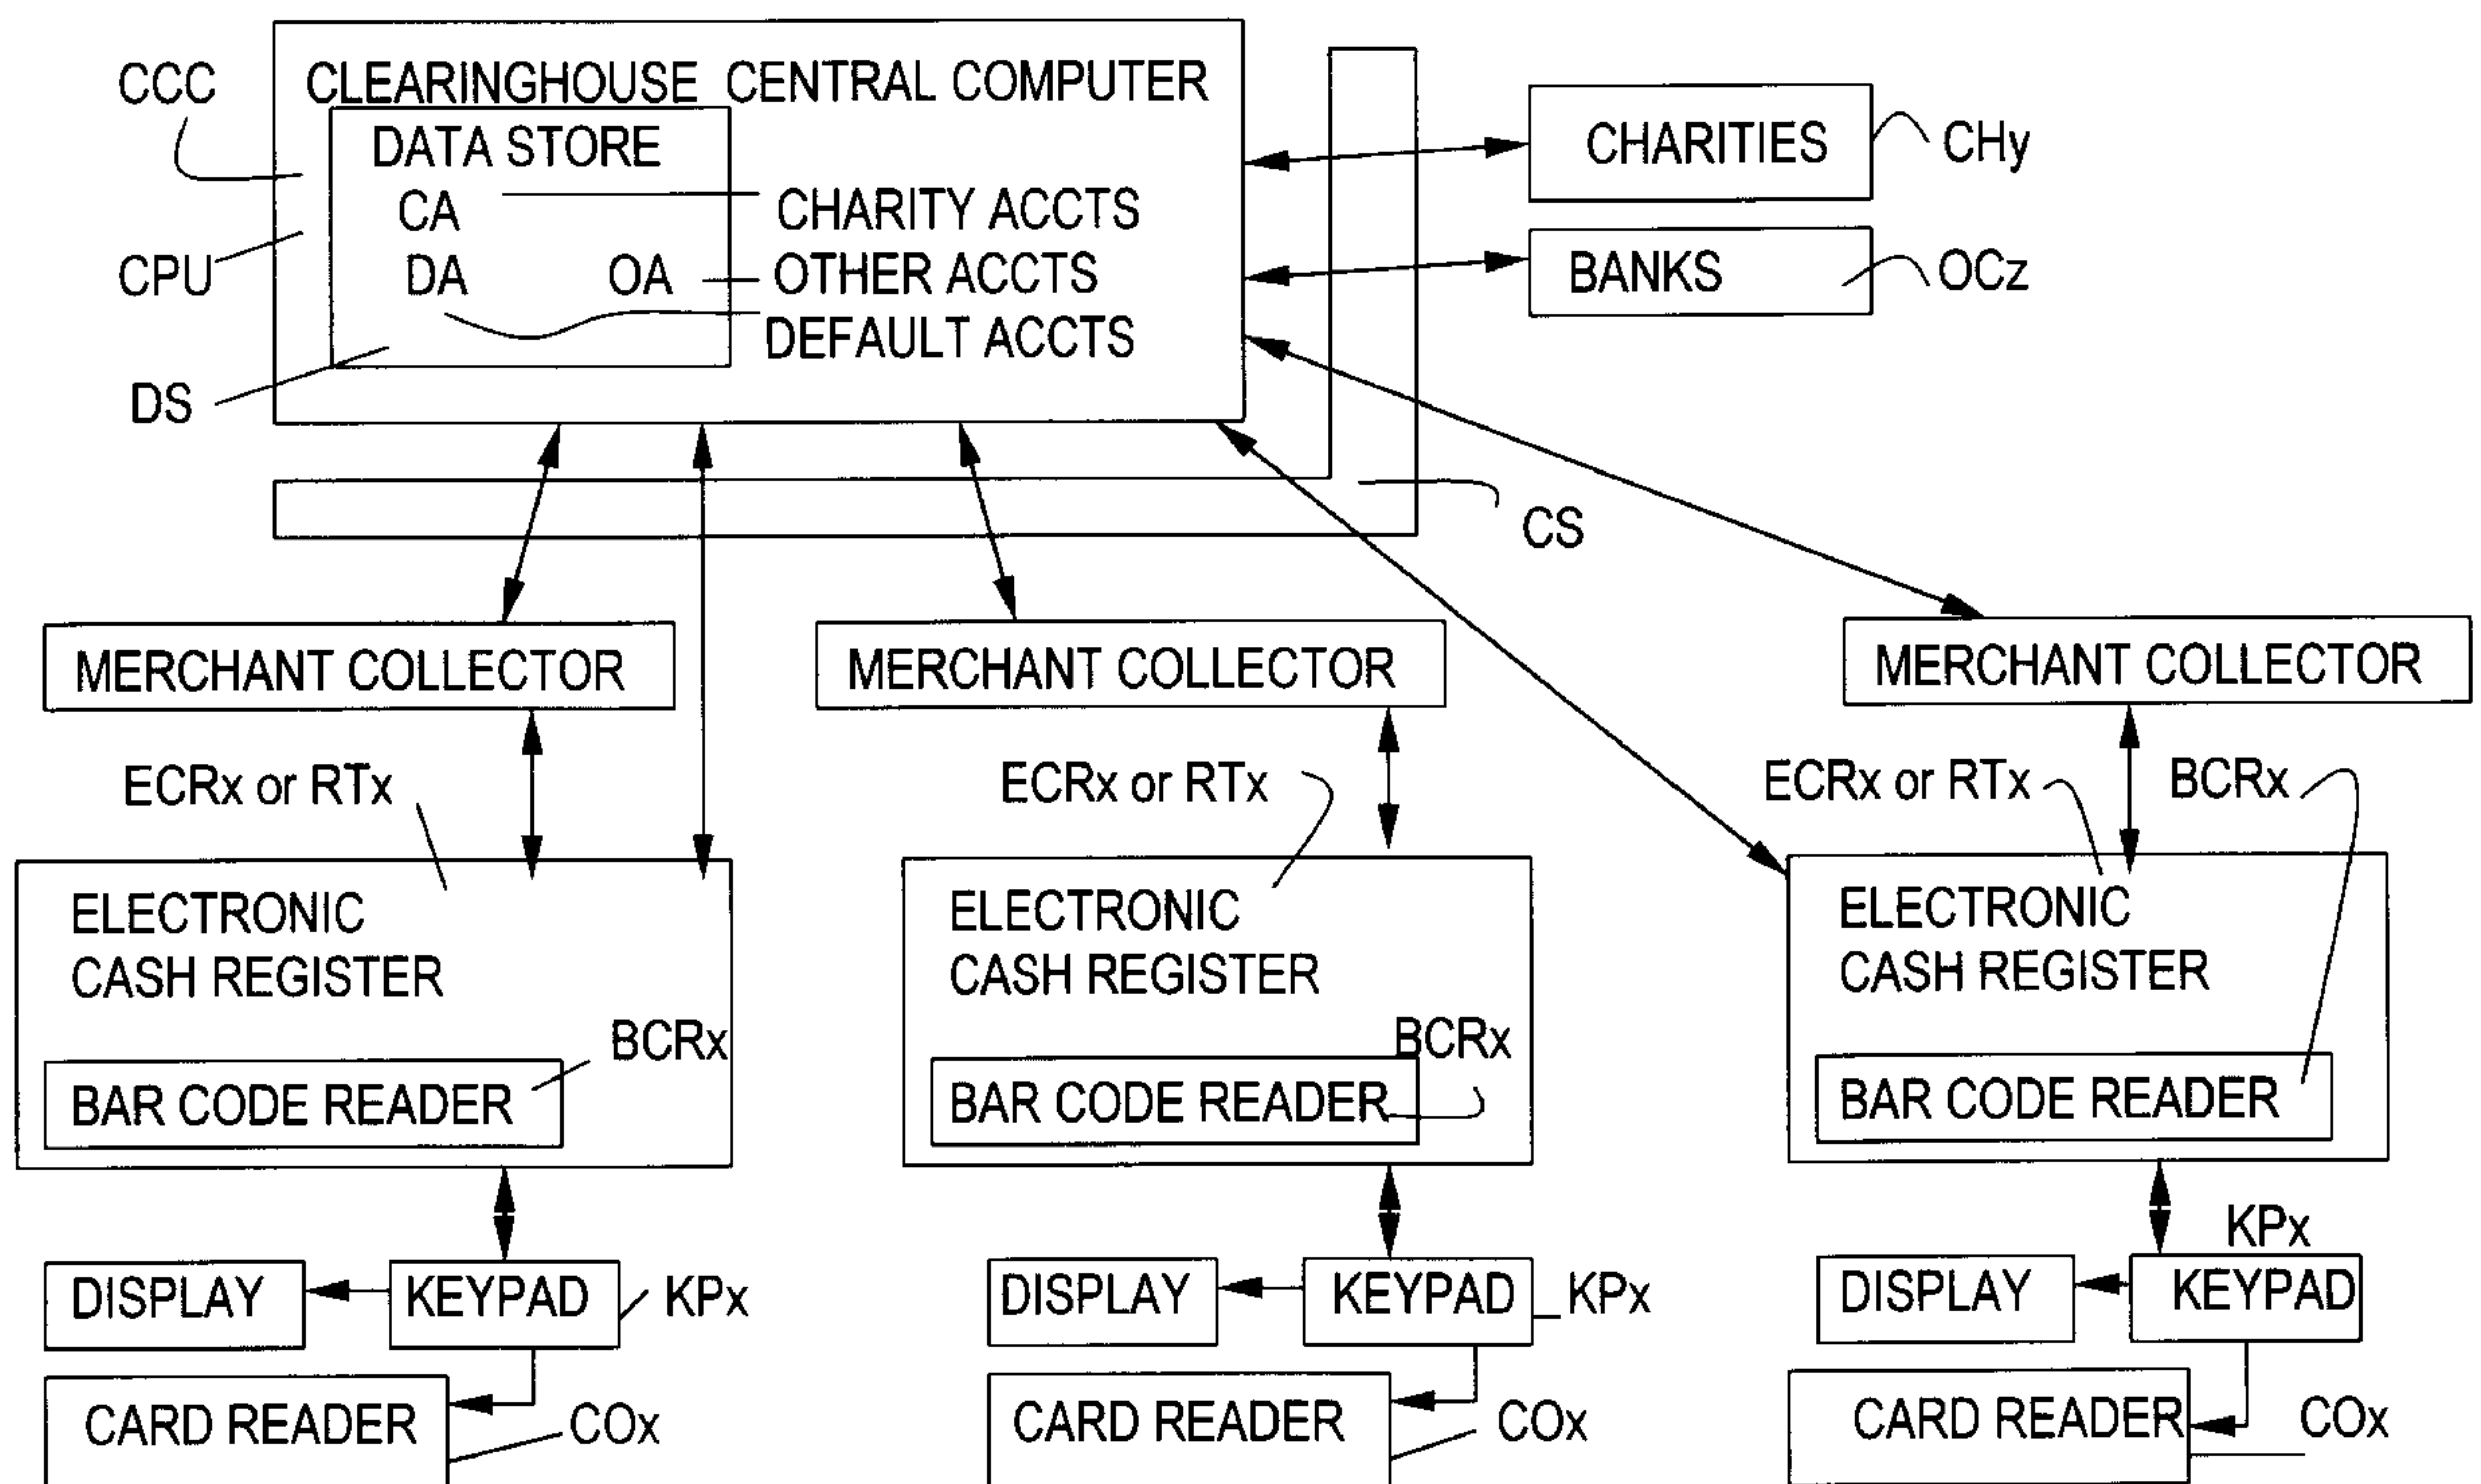 CCC
CLEARINGHOUSE CENTRAL COMPUTER
DATA STORE
CA
CHARITY ACCTS
CPU
DA
OA
OTHER ACCTS
DEFAULT ACCTS
DS
CHARITIES
CHy
BANKS
OCz
CS
MERCHANT COLLECTOR
MERCHANT COLLECTOR
MERCHANT COLLECTOR
ECRx or RTx
ECRx or RTx
ECRx or RTx
BCRx
ELECTRONIC
CASH REGISTER
BCRx
BAR CODE READER
ELECTRONIC
CASH REGISTER
BCRx
BAR CODE READER
ELECTRONIC
CASH REGISTER
BAR CODE READER
DISPLAY
KEYPAD
KPx
CARD READER
COx
DISPLAY
KEYPAD
KPx
CARD READER
COx
KPx
DISPLAY
KEYPAD
CARD READER
COx